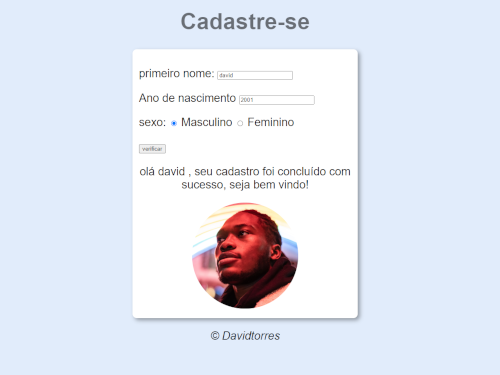 Cadastre-se
primeiro nome: david
Ano de nascimento 2001
sexo: Masculino Feminino
verificar
olá david , seu cadastro foi concluído com
sucesso, seja bem vindo!
© Davidtorres